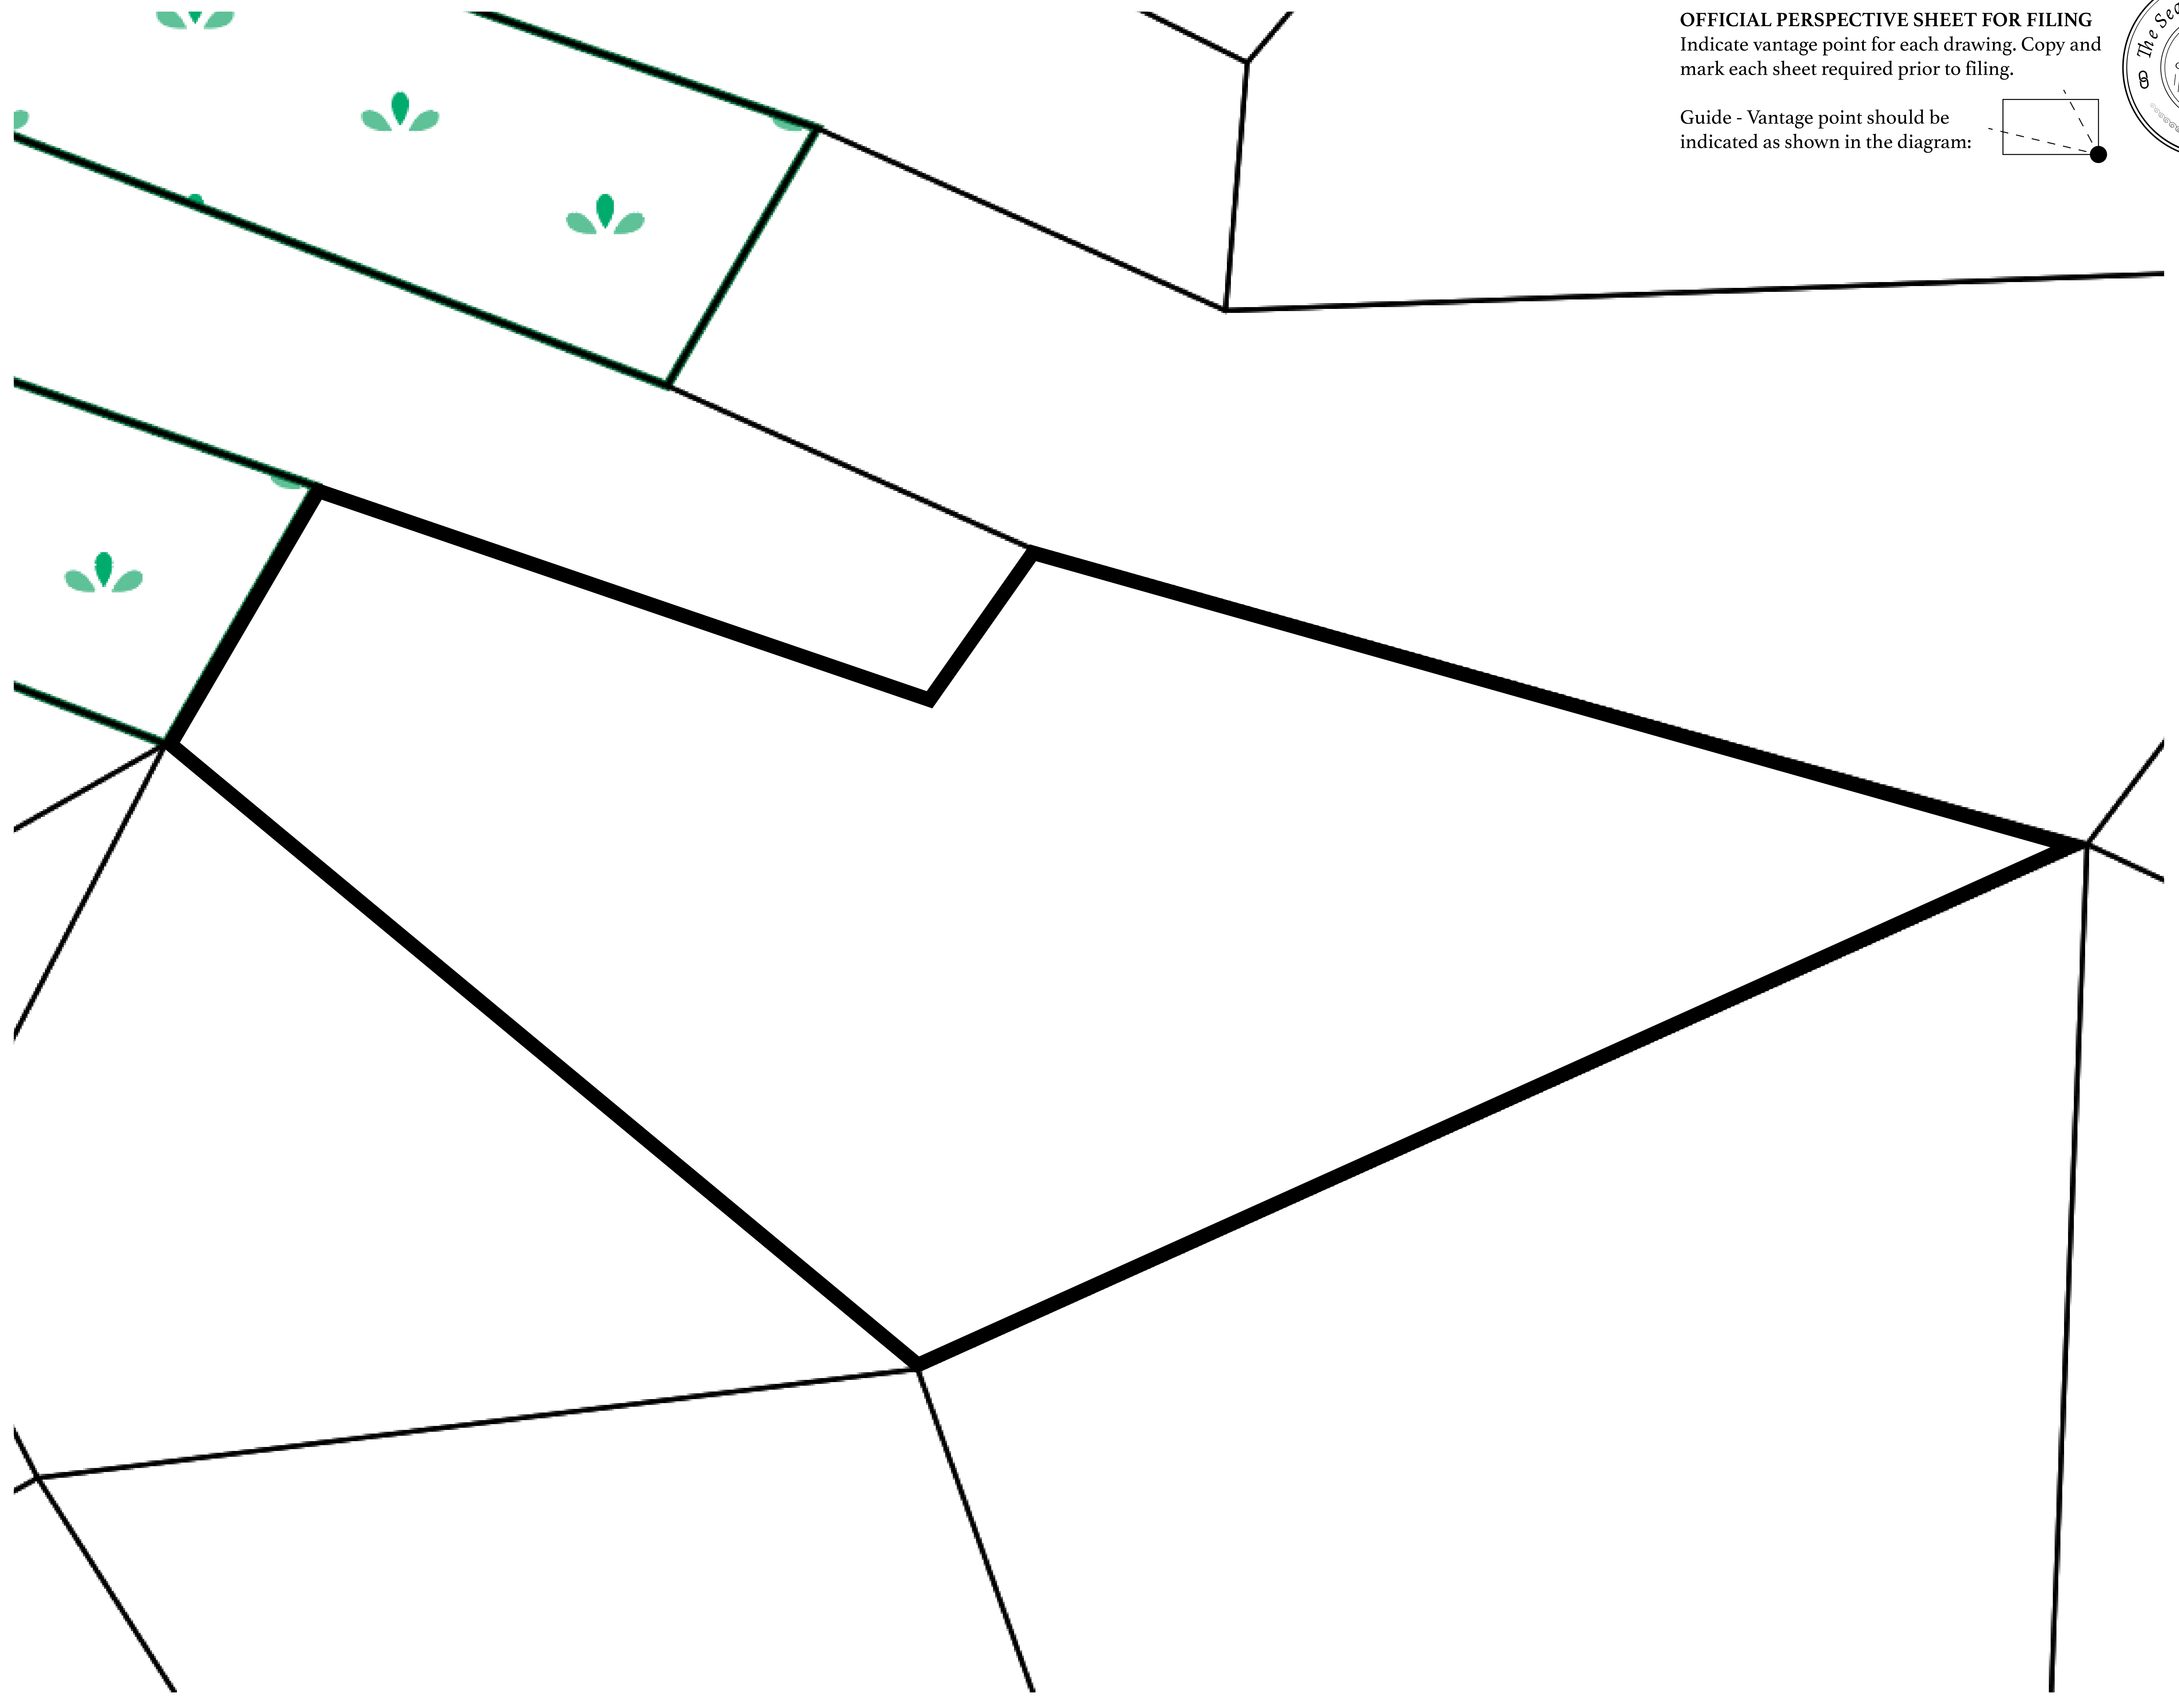 OFFICIAL PERSPECTIVE SHEET FOR FILING
Indicate vantage point for each drawing. Copy and
mark each sheet required prior to filing.
Guide - Vantage point should be
indicated as shown in the diagram:
The